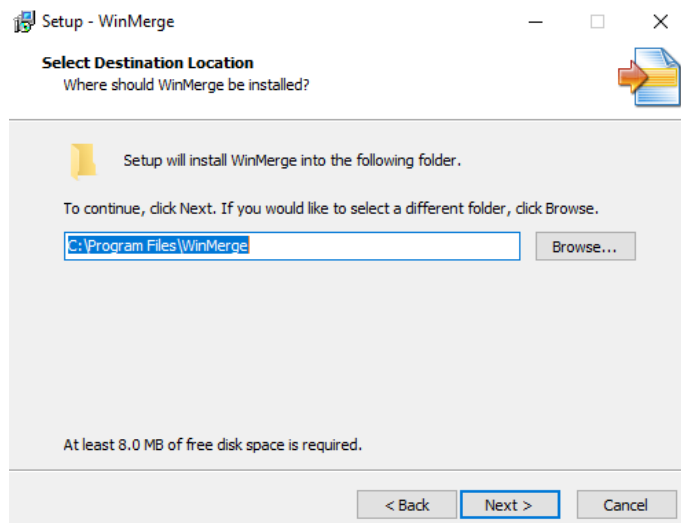 Setup - WinMerge
Select Destination Location
Where should WinMerge be installed?
Setup will install WinMerge into the following folder.
To continue, click Next. If you would like to select a different folder, click Browse.
C:\Program Files\WinMerge
Browse...
At least 8.0 MB of free disk space is required.
< Back
Next >
Cancel